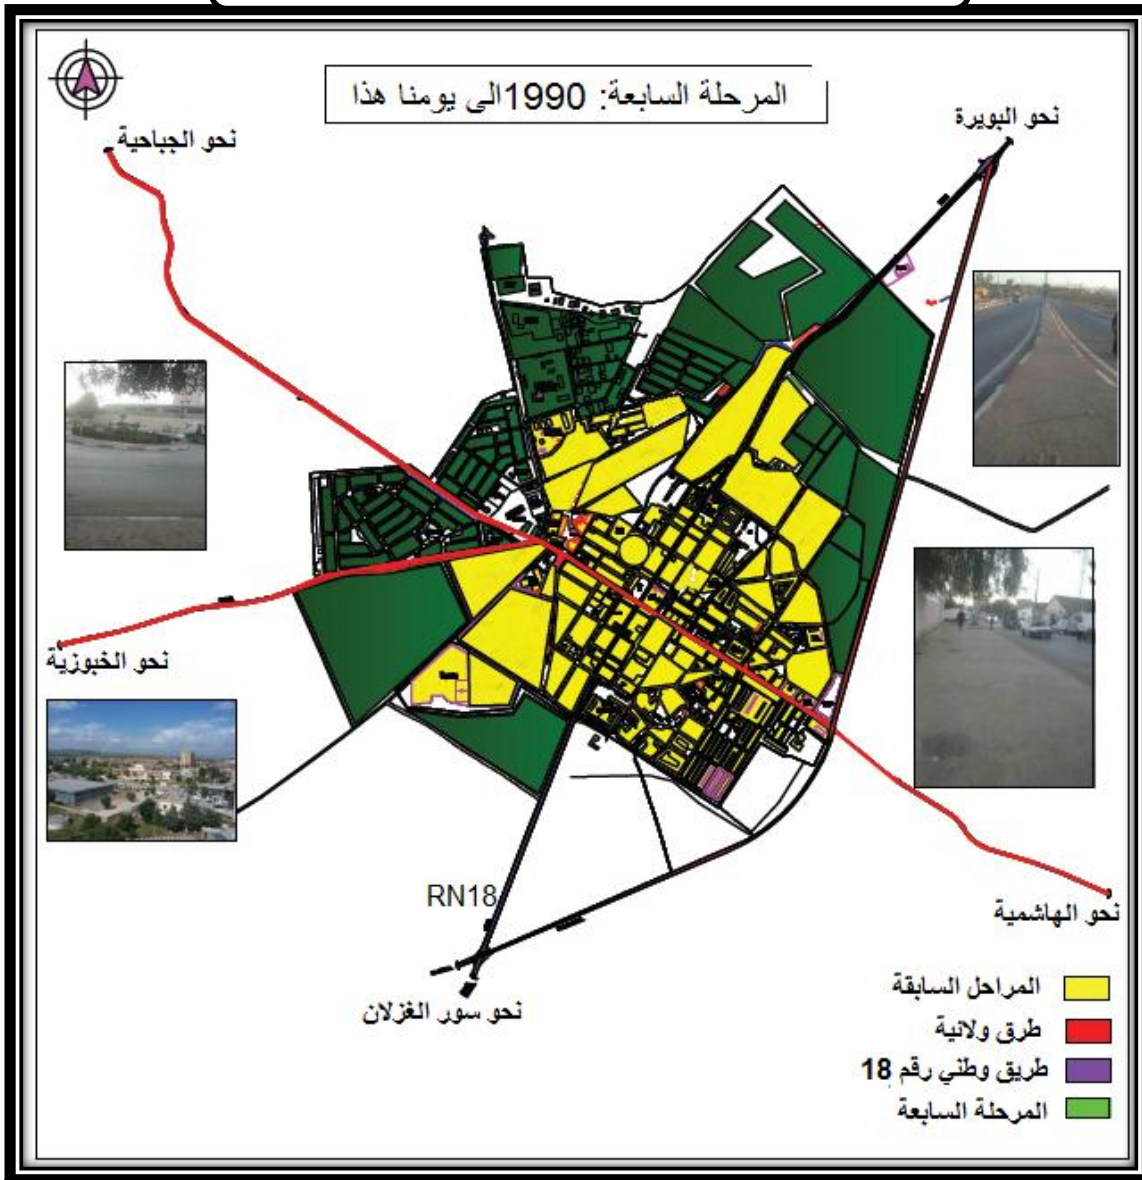 المرحلة السابعة: 1990الى يومنا هذا
نحو البويرة
نحو الجباحية
نحو الخبوزية
RN18
نحو الهاشمية
نحو سور الغزلان
المراحل السابقة
طرق ولائية
طريق وطني رقم 18
المرحلة السابعة